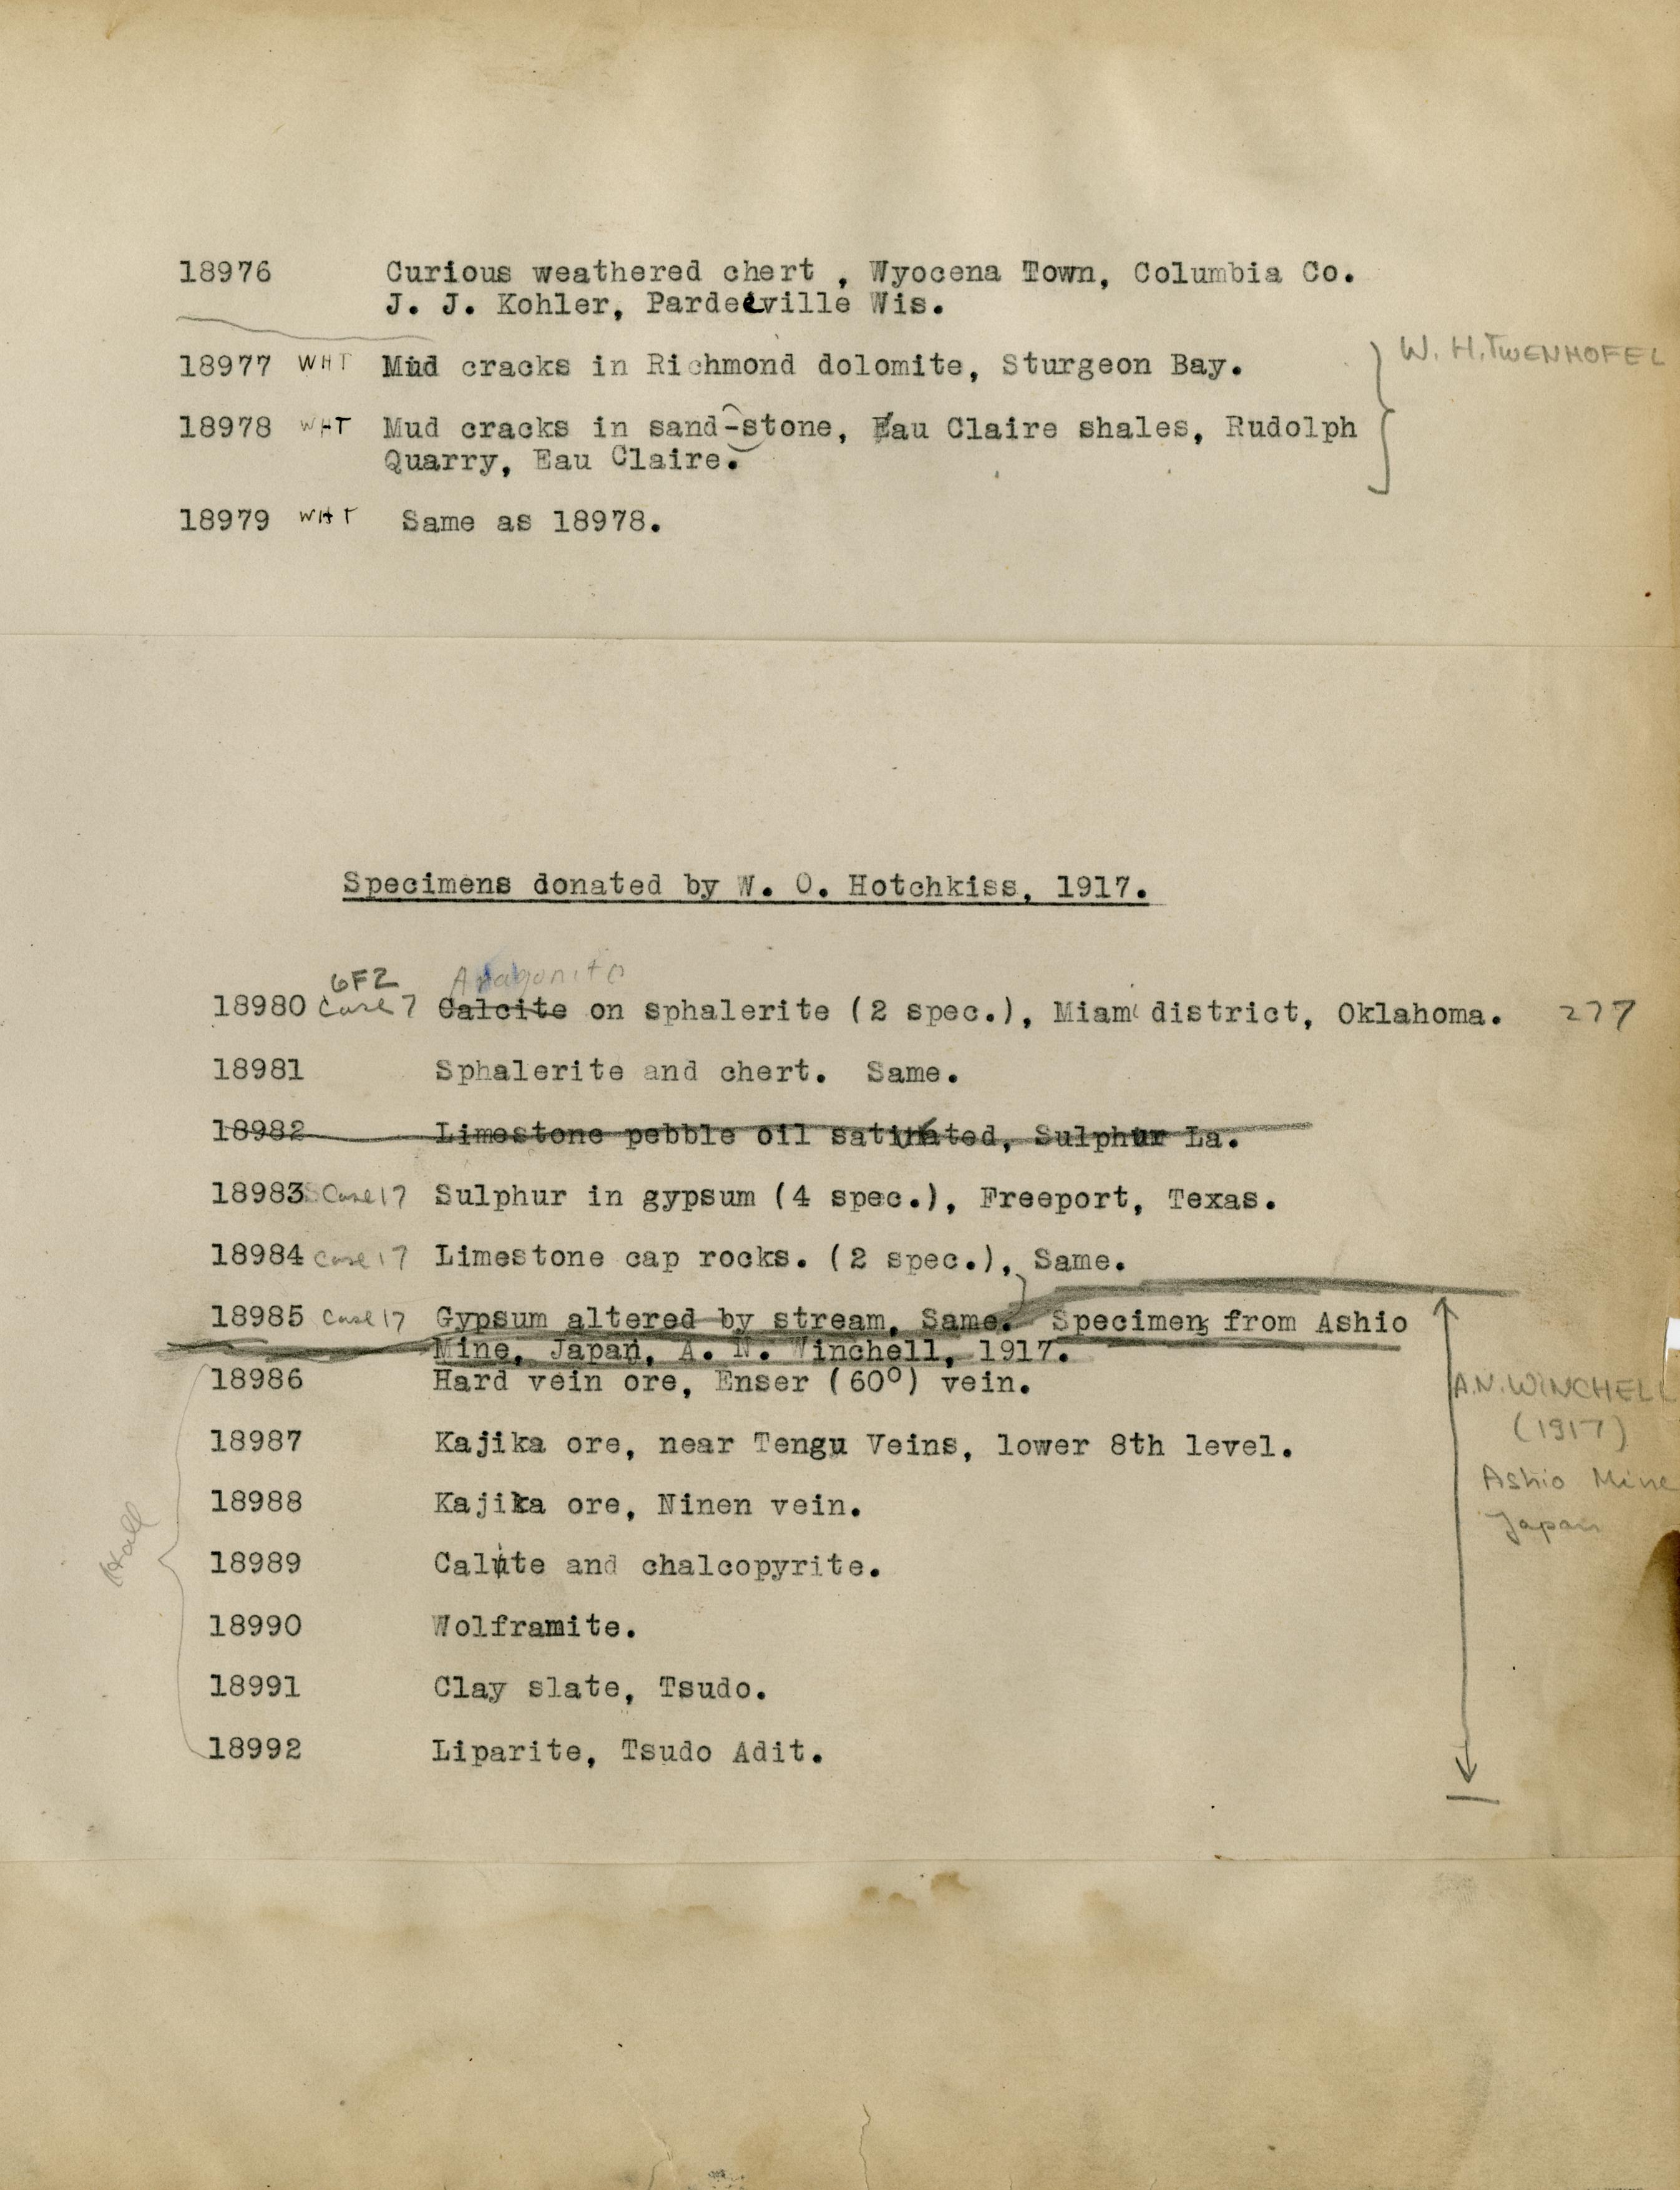 18976 Curious weathered chert , Wyocena Town, Columbia Co.
J. J. Kohler, Pardeeville Wis.
18977 WHT Mud cracks in Richmond dolomite, Sturgeon Bay.
W. H. TWENHOFEL
18978 WHT Mud cracks in sand-stone, Eau Claire shales, Rudolph
Quarry, Eau Claire.
18979 WHT Same as 18978.
Specimens donated by W. O. Hotchkiss, 1917.
6F2 Aragonite
18980 Case 7 Calcite on sphalerite (2 spec.), Miami district, Oklahoma. 277
18981 Sphalerite and chert. Same.
18982 Limestone pebble oil saturated, Sulphur La.
18983 Case 17 Sulphur in gypsum (4 spec.), Freeport, Texas.
18984 Case 17 Limestone cap rocks. (2 spec.), Same.
18985 Case 17 Gypsum altered by stream, Same. Specimens from Ashio
Mine, Japan, A. N. Winchell, 1917.
18986 Hard vein ore, Enser (60°) vein.
A.N. WINCHELL
(1917)
Ashio Mine
Japan
18987 Kajika ore, near Tengu Veins, lower 8th level.
18988 Kajika ore, Ninen vein.
Hall
18989 Calcite and chalcopyrite.
18990 Wolframite.
18991 Clay slate, Tsudo.
18992 Liparite, Tsudo Adit.